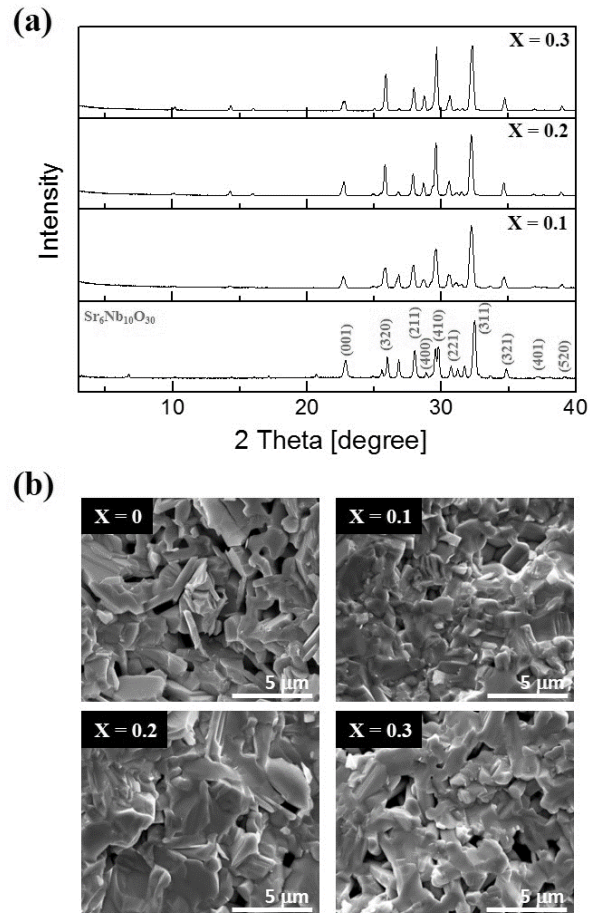 (a)
X = 0.3
X = 0.2
X = 0.1
Sr₆Nb₁₀O₃₀
(001)
(320)
(211)
(400)
(410)
(221)
(311)
(321)
(401)
(520)
10
20
30
40
Intensity
2 Theta [degree]
(b)
X = 0
5 μm
X = 0.1
5 μm
X = 0.2
5 μm
X = 0.3
5 μm